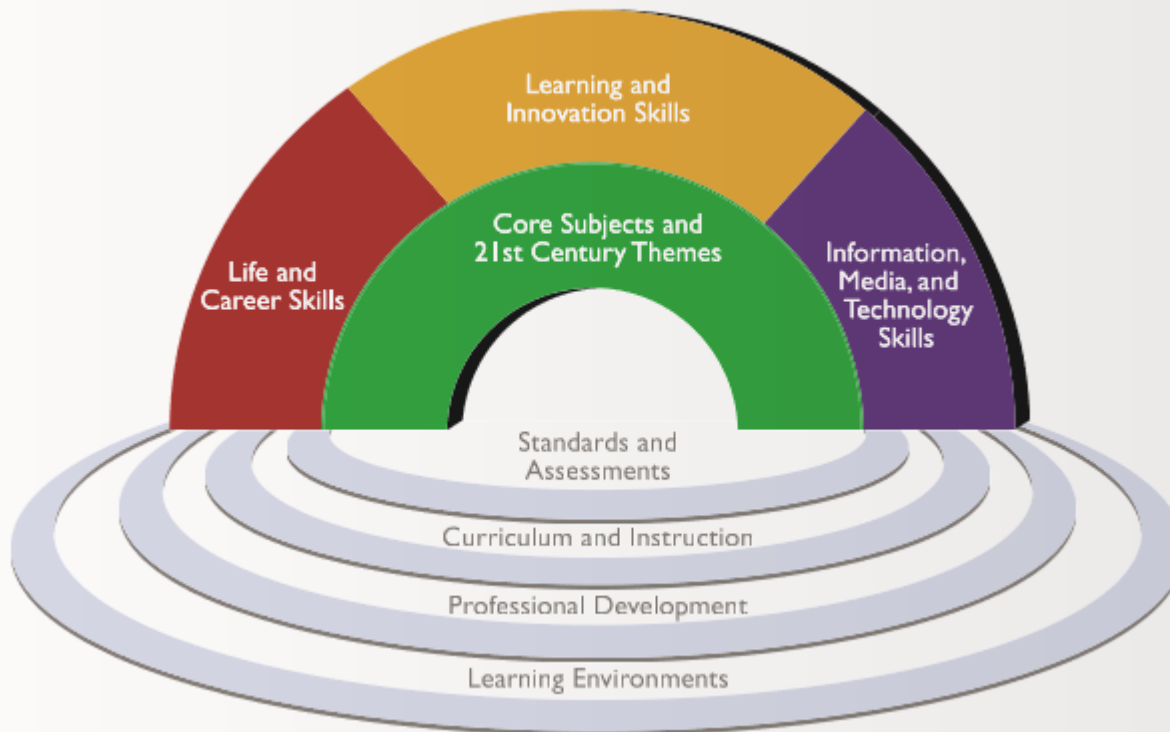 Learning and
Innovation Skills
Core Subjects and
21st Century Themes
Life and
Career Skills
Information,
Media, and
Technology
Skills
Standards and
Assessments
Curriculum and Instruction
Professional Development
Learning Environments